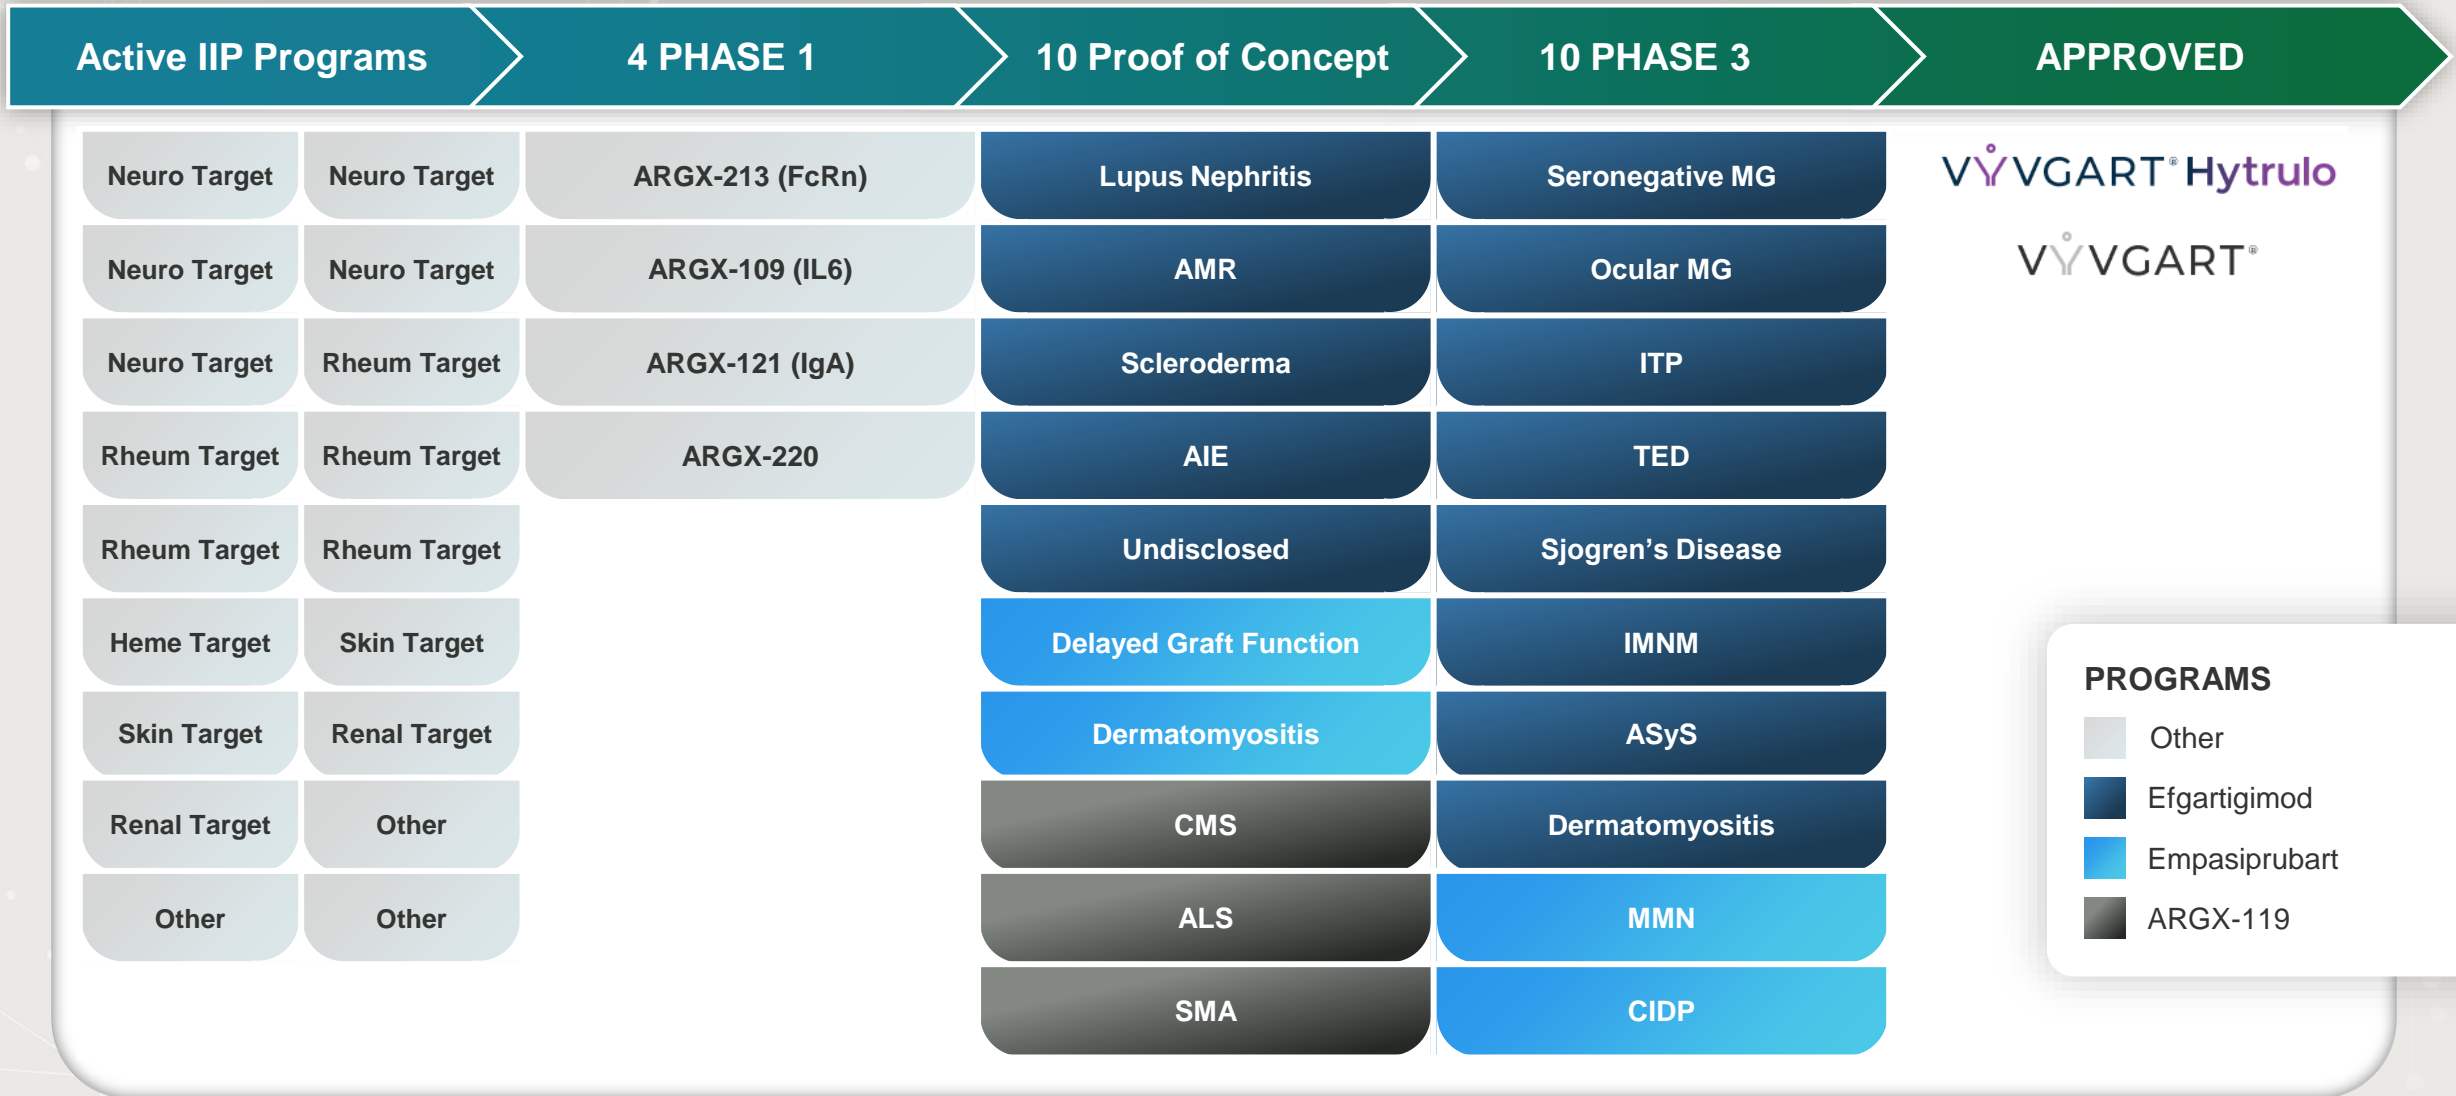 Active IIP Programs
4 PHASE 1
10 Proof of Concept
10 PHASE 3
APPROVED
Neuro Target
Neuro Target
ARGX-213 (FcRn)
Lupus Nephritis
Seronegative MG
VYVGART® Hytrulo
Neuro Target
Neuro Target
ARGX-109 (IL6)
AMR
Ocular MG
VYVGART®
Neuro Target
Rheum Target
ARGX-121 (IgA)
Scleroderma
ITP
Rheum Target
Rheum Target
ARGX-220
AIE
TED
Rheum Target
Rheum Target
Undisclosed
Sjogren’s Disease
Heme Target
Skin Target
Delayed Graft Function
IMNM
Skin Target
Renal Target
Dermatomyositis
ASyS
Renal Target
Other
CMS
Dermatomyositis
Other
Other
ALS
MMN
SMA
CIDP
PROGRAMS
Other
Efgartigimod
Empasiprubart
ARGX-119